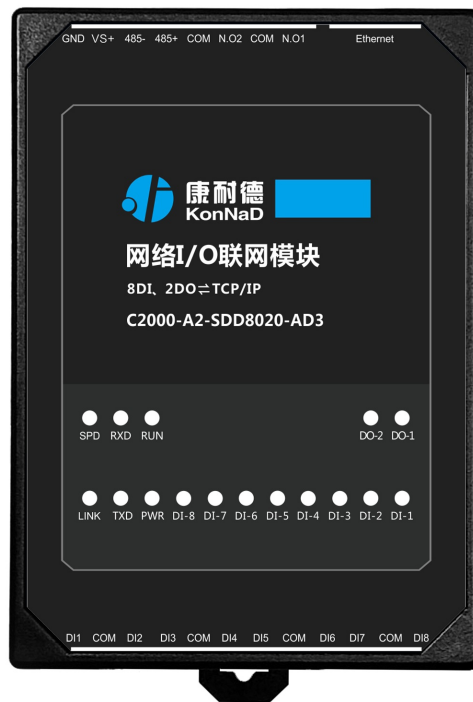 GND VS+ 485- 485+ COM N.O2 COM N.O1 Ethernet
康耐德
KonNaD
网络I/O联网模块
8DI、2DO⇌TCP/IP
C2000-A2-SDD8020-AD3
SPD RXD RUN DO-2 DO-1
LINK TXD PWR DI-8 DI-7 DI-6 DI-5 DI-4 DI-3 DI-2 DI-1
DI1 COM DI2 DI3 COM DI4 DI5 COM DI6 DI7 COM DI8